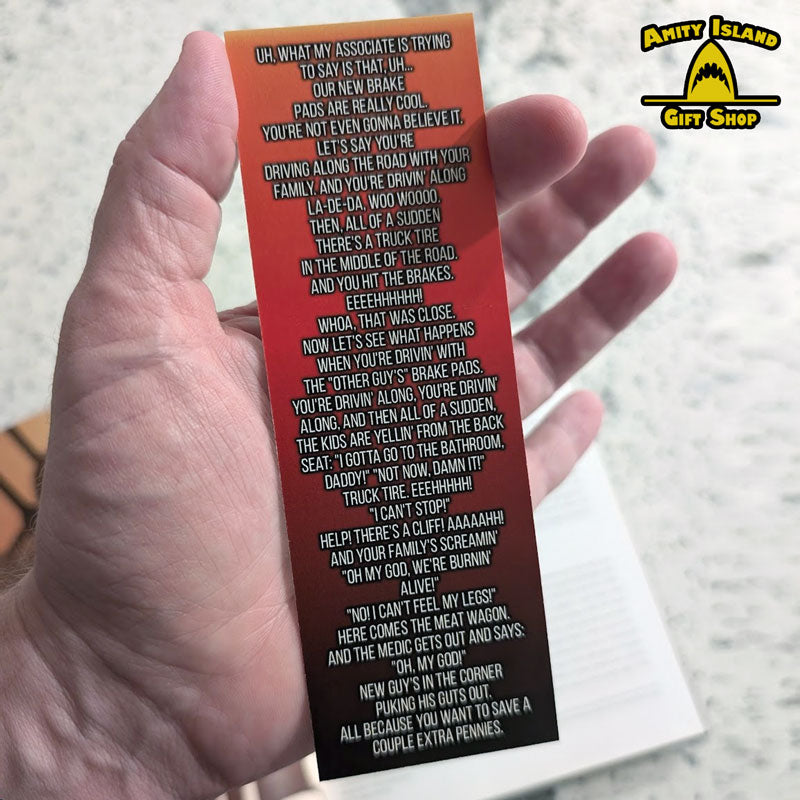 AMITY ISLAND
GIFT SHOP
UH, WHAT MY ASSOCIATE IS TRYING
TO SAY IS THAT, UH...
OUR NEW BRAKE
PADS ARE REALLY COOL.
YOU'RE NOT EVEN GONNA BELIEVE IT.
LET'S SAY YOU'RE
DRIVING ALONG THE ROAD WITH YOUR
FAMILY. AND YOU'RE DRIVIN' ALONG
LA-DE-DA, WOO WOOOO.
THEN, ALL OF A SUDDEN
THERE'S A TRUCK TIRE
IN THE MIDDLE OF THE ROAD.
AND YOU HIT THE BRAKES.
EEEEHHHHHH!
WHOA, THAT WAS CLOSE.
NOW LET'S SEE WHAT HAPPENS
WHEN YOU'RE DRIVIN' WITH
THE "OTHER GUY'S" BRAKE PADS.
YOU'RE DRIVIN' ALONG, YOU'RE DRIVIN'
ALONG, AND THEN ALL OF A SUDDEN,
THE KIDS ARE YELLIN' FROM THE BACK
SEAT: "I GOTTA GO TO THE BATHROOM,
DADDY!" "NOT NOW, DAMN IT!"
TRUCK TIRE. EEEHHHHH!
"I CAN'T STOP!"
HELP! THERE'S A CLIFF! AAAAAHH!
AND YOUR FAMILY'S SCREAMIN'
"OH MY GOD, WE'RE BURNIN'
ALIVE!"
"NO! I CAN'T FEEL MY LEGS!"
HERE COMES THE MEAT WAGON.
AND THE MEDIC GETS OUT AND SAYS:
"OH, MY GOD!"
NEW GUY'S IN THE CORNER
PUKING HIS GUTS OUT.
ALL BECAUSE YOU WANT TO SAVE A
COUPLE EXTRA PENNIES.